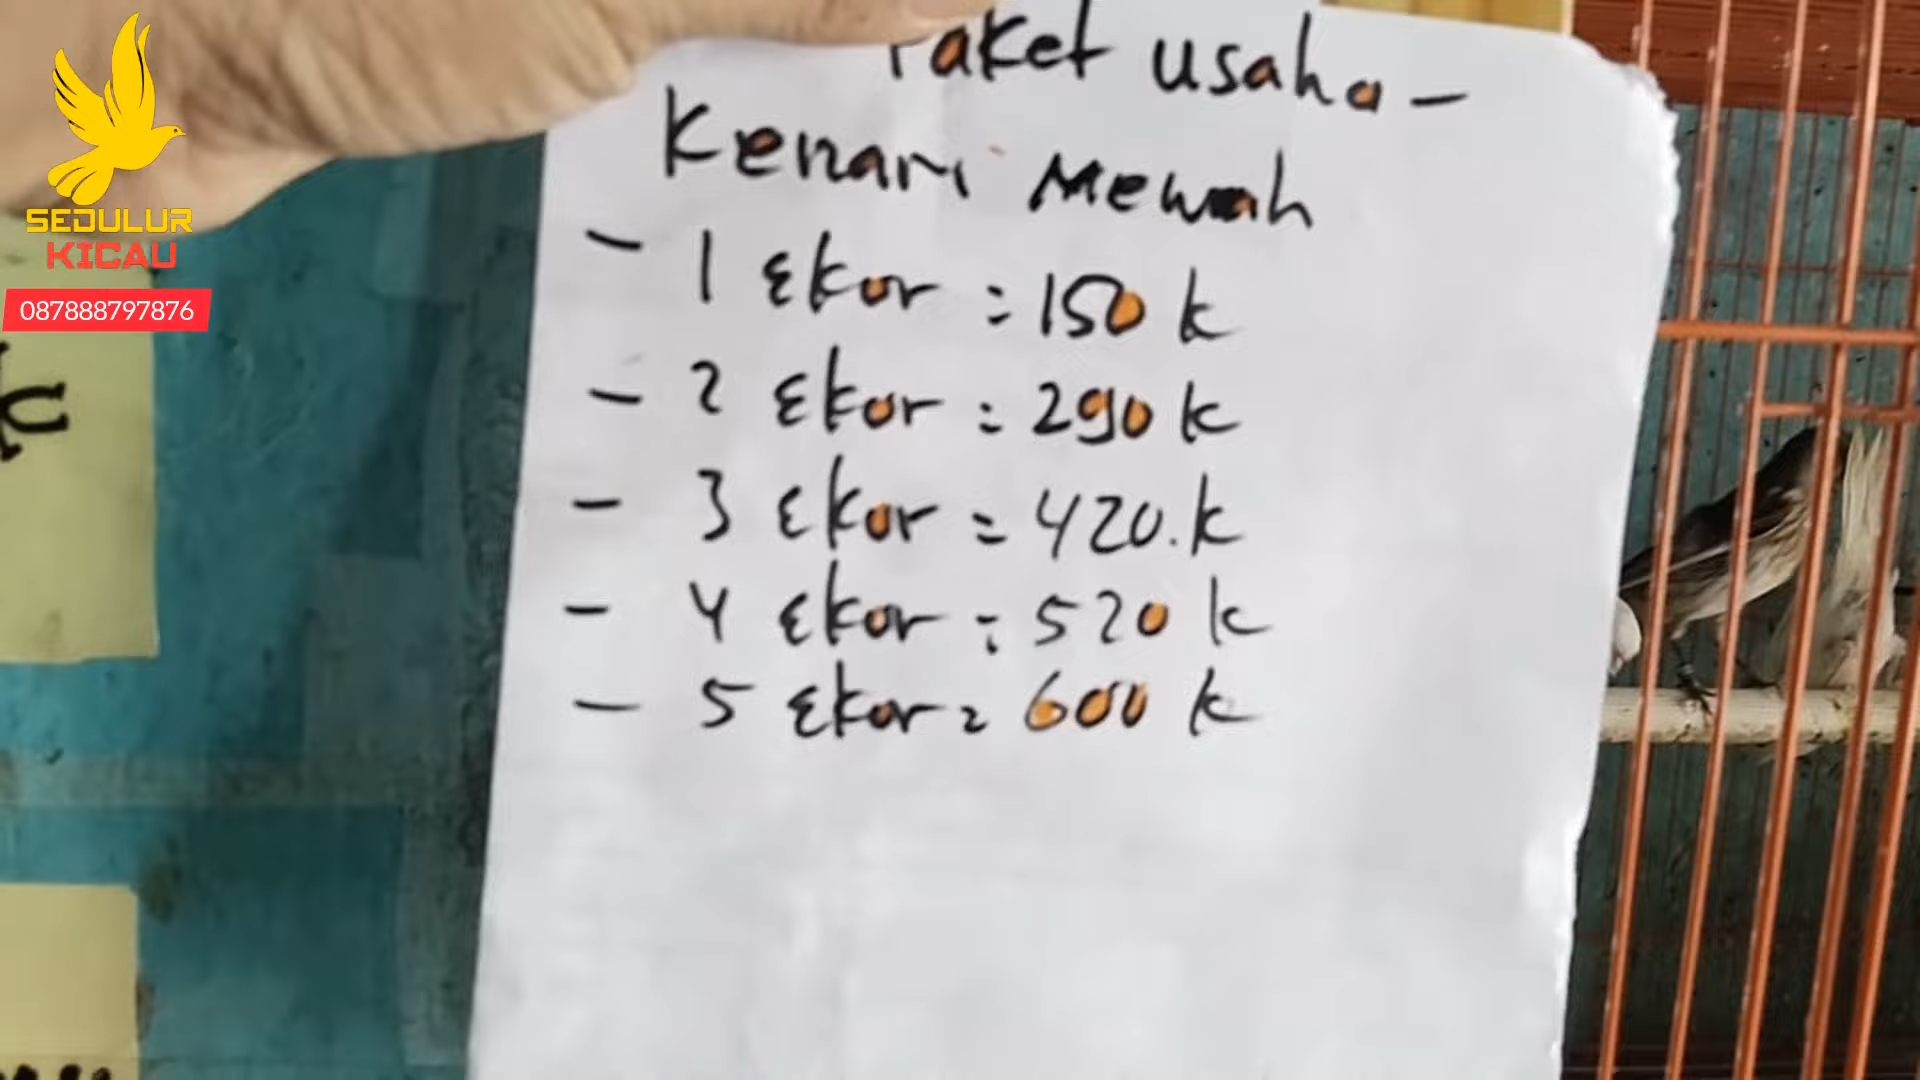 SEDULUR
KICAU
087888797876
Paket usaha -
Kenari Mewah
- 1 Ekor = 150 k
- 2 Ekor = 290 k
- 3 Ekor = 420.k
- 4 Ekor = 520 k
- 5 Ekor = 600 k